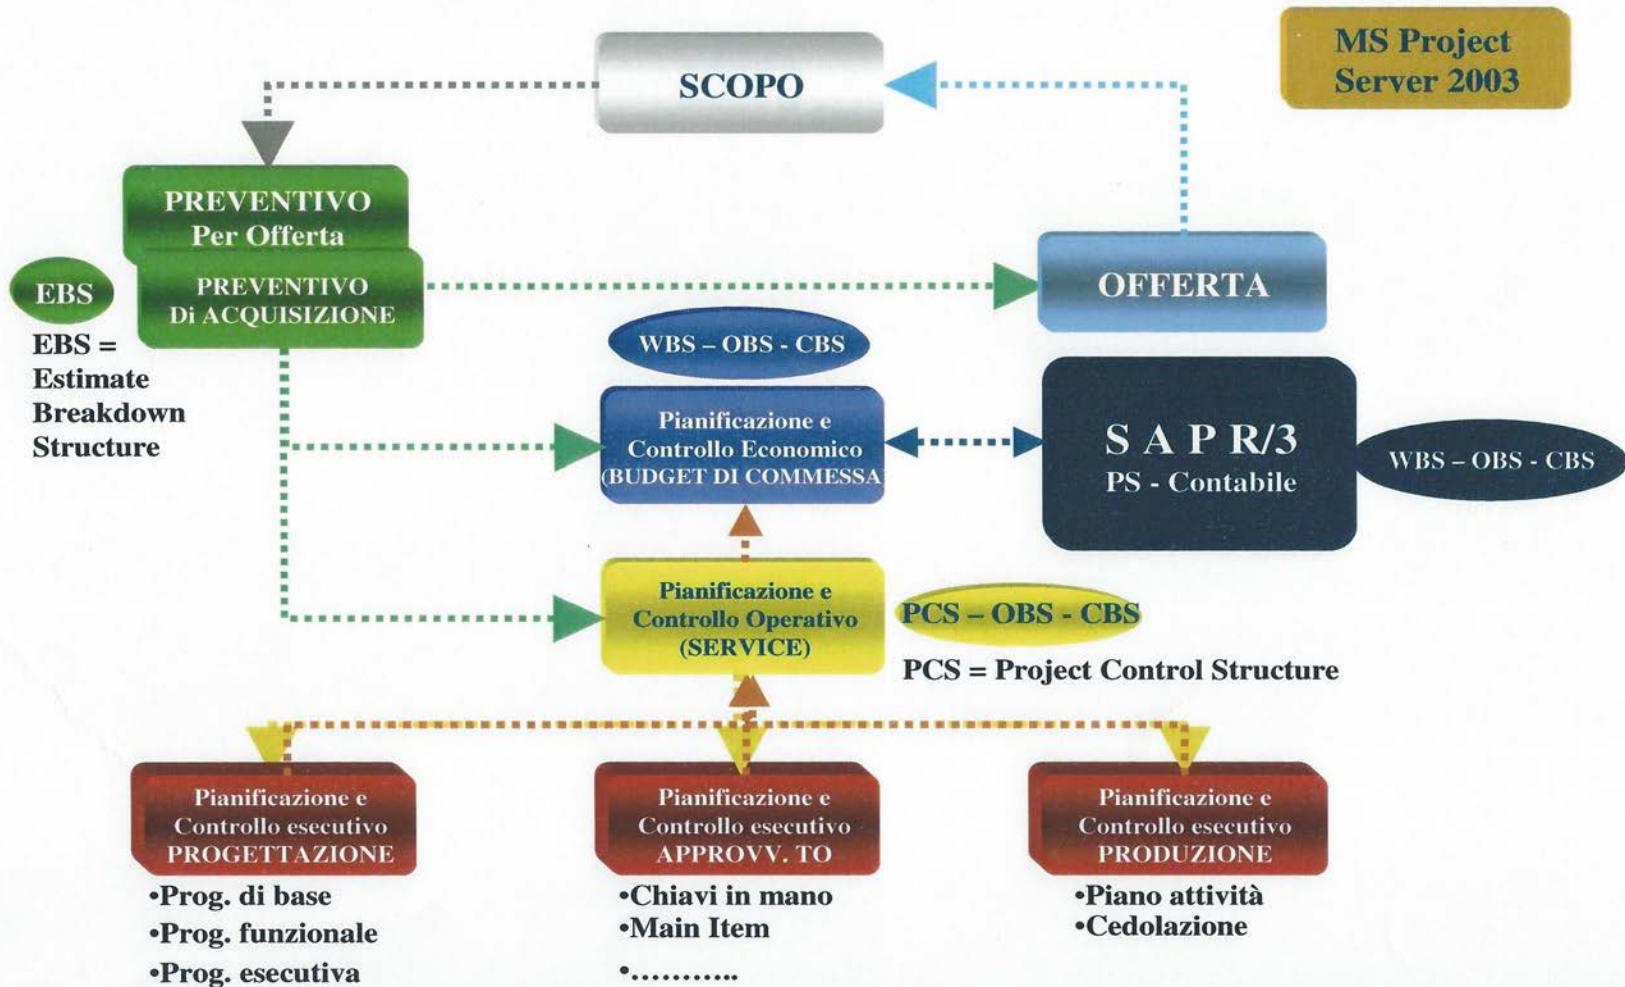 MS Project
Server 2003
SCOPO
PREVENTIVO
Per Offerta
PREVENTIVO
Di ACQUISIZIONE
EBS
EBS =
Estimate
Breakdown
Structure
OFFERTA
WBS – OBS - CBS
Pianificazione e
Controllo Economico
(BUDGET DI COMMESSA
S A P R/3
PS - Contabile
WBS – OBS - CBS
Pianificazione e
Controllo Operativo
(SERVICE)
PCS – OBS - CBS
PCS = Project Control Structure
Pianificazione e
Controllo esecutivo
PROGETTAZIONE
•Prog. di base
•Prog. funzionale
•Prog. esecutiva
Pianificazione e
Controllo esecutivo
APPROVV. TO
•Chiavi in mano
•Main Item
•………..
Pianificazione e
Controllo esecutivo
PRODUZIONE
•Piano attività
•Cedolazione